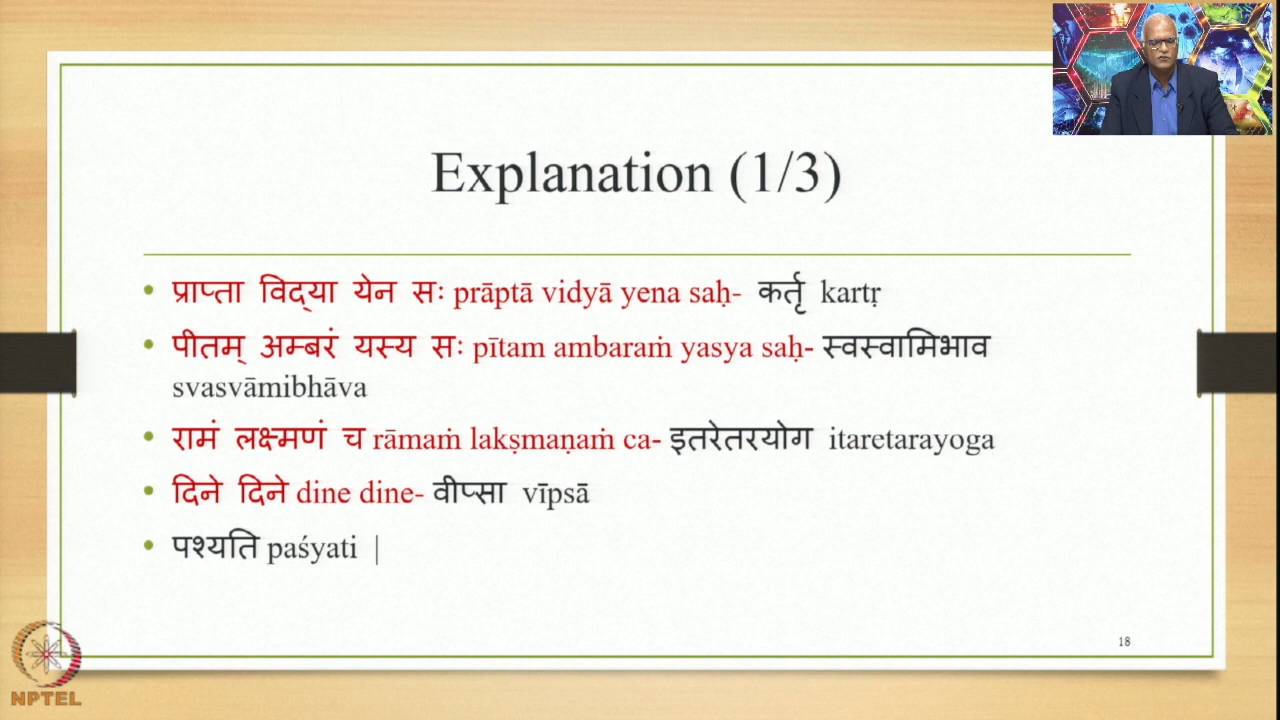 Explanation (1/3)
• प्राप्ता विद्या येन सः prāptā vidyā yena saḥ- कर्तृ kartṛ
• पीतम् अम्बरं यस्य सः pītam ambaraṁ yasya saḥ- स्वस्वामिभाव
svasvāmibhāva
• रामं लक्ष्मणं च rāmaṁ lakṣmaṇaṁ ca- इतरेतरयोग itaretarayoga
• दिने दिने dine dine- वीप्सा vīpsā
• पश्यति paśyati |
18
NPTEL